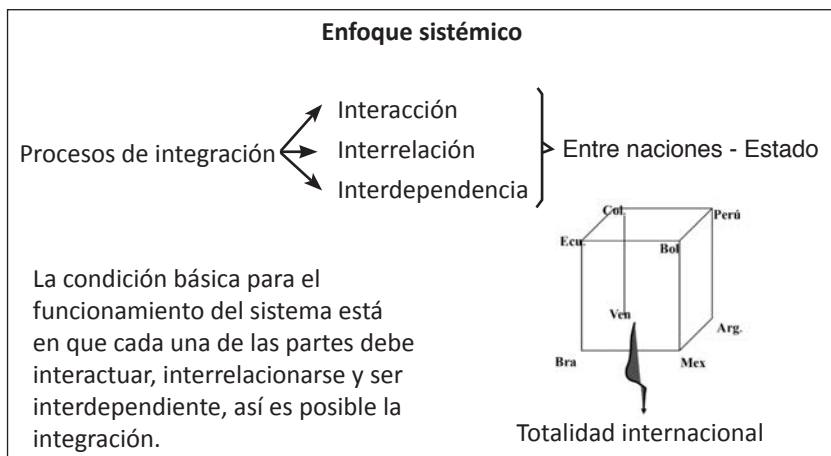 Enfoque sistémico
Procesos de integración
Interacción
Interrelación
Interdependencia
Entre naciones - Estado
La condición básica para el
funcionamiento del sistema está
en que cada una de las partes debe
interactuar, interrelacionarse y ser
interdependiente, así es posible la
integración.
Col.
Perú
Ecu.
Bol
Ven
Arg.
Bra
Mex
Totalidad internacional